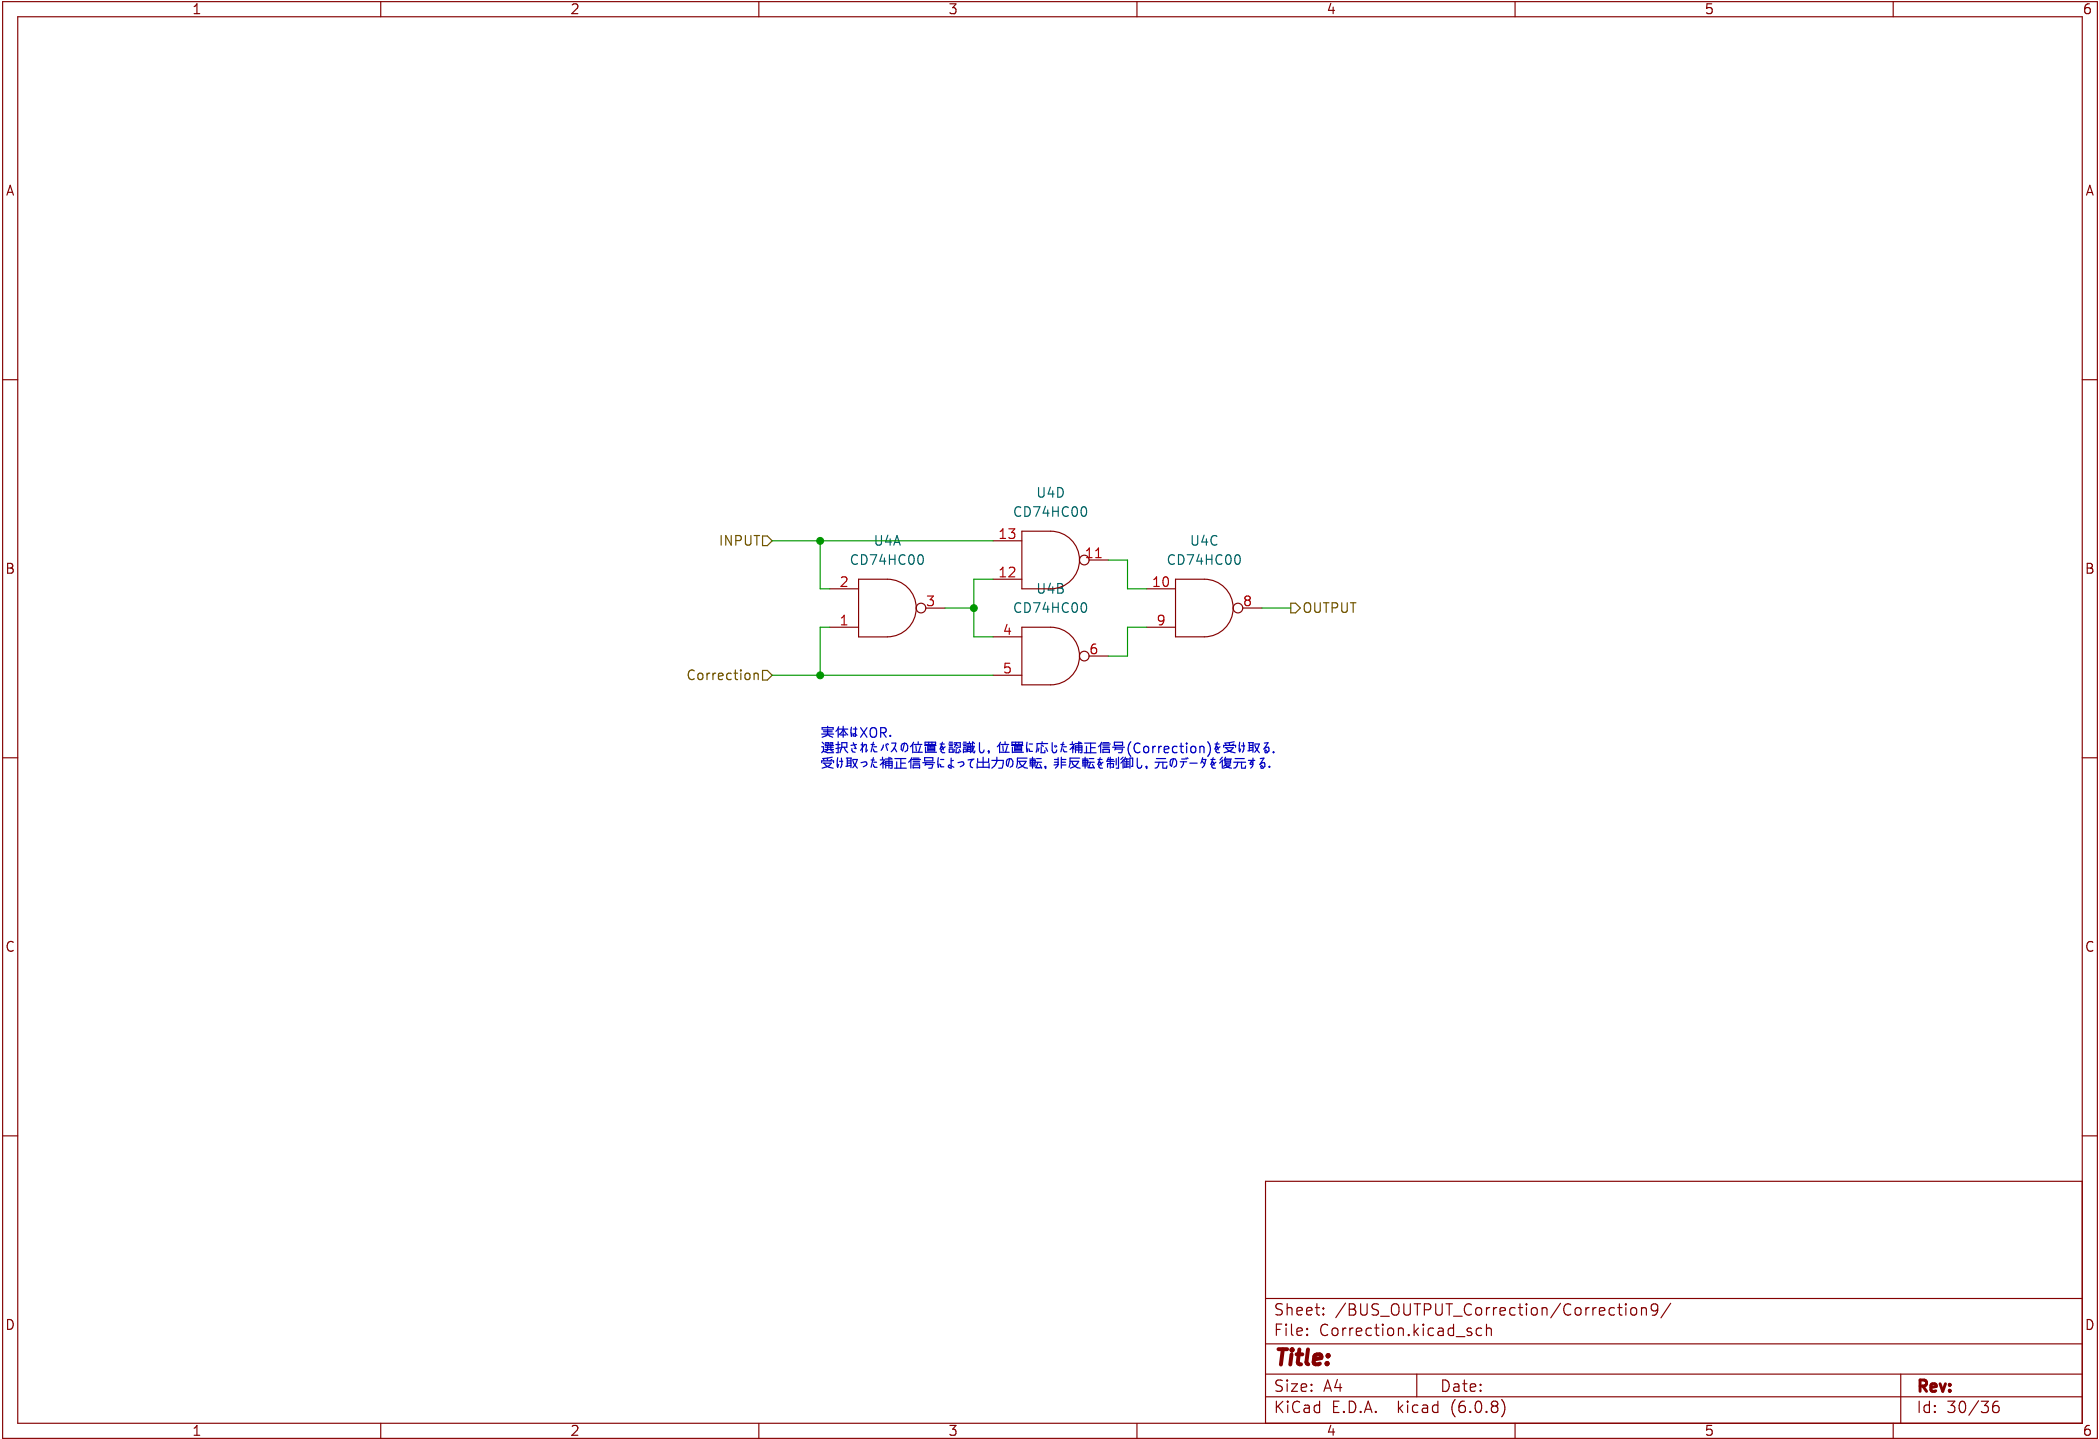 1 2 3 4 5 6
A A
U4D
CD74HC00
INPUT 13 U4A 11 U4C
CD74HC00 CD74HC00
B B
12 2 U4B 10
3 CD74HC00 8 OUTPUT
1 4 9
6
Correction 5
実体はXOR.
選択されたバスの位置を認識し, 位置に応じた補正信号(Correction)を受け取る.
受け取った補正信号によって出力の反転, 非反転を制御し, 元のデータを復元する.
C C
Sheet: /BUS_OUTPUT_Correction/Correction9/
D D
File: Correction.kicad_sch
Title:
Size: A4 Date: Rev:
KiCad E.D.A. kicad (6.0.8) Id: 30/36
1 2 3 4 5 6